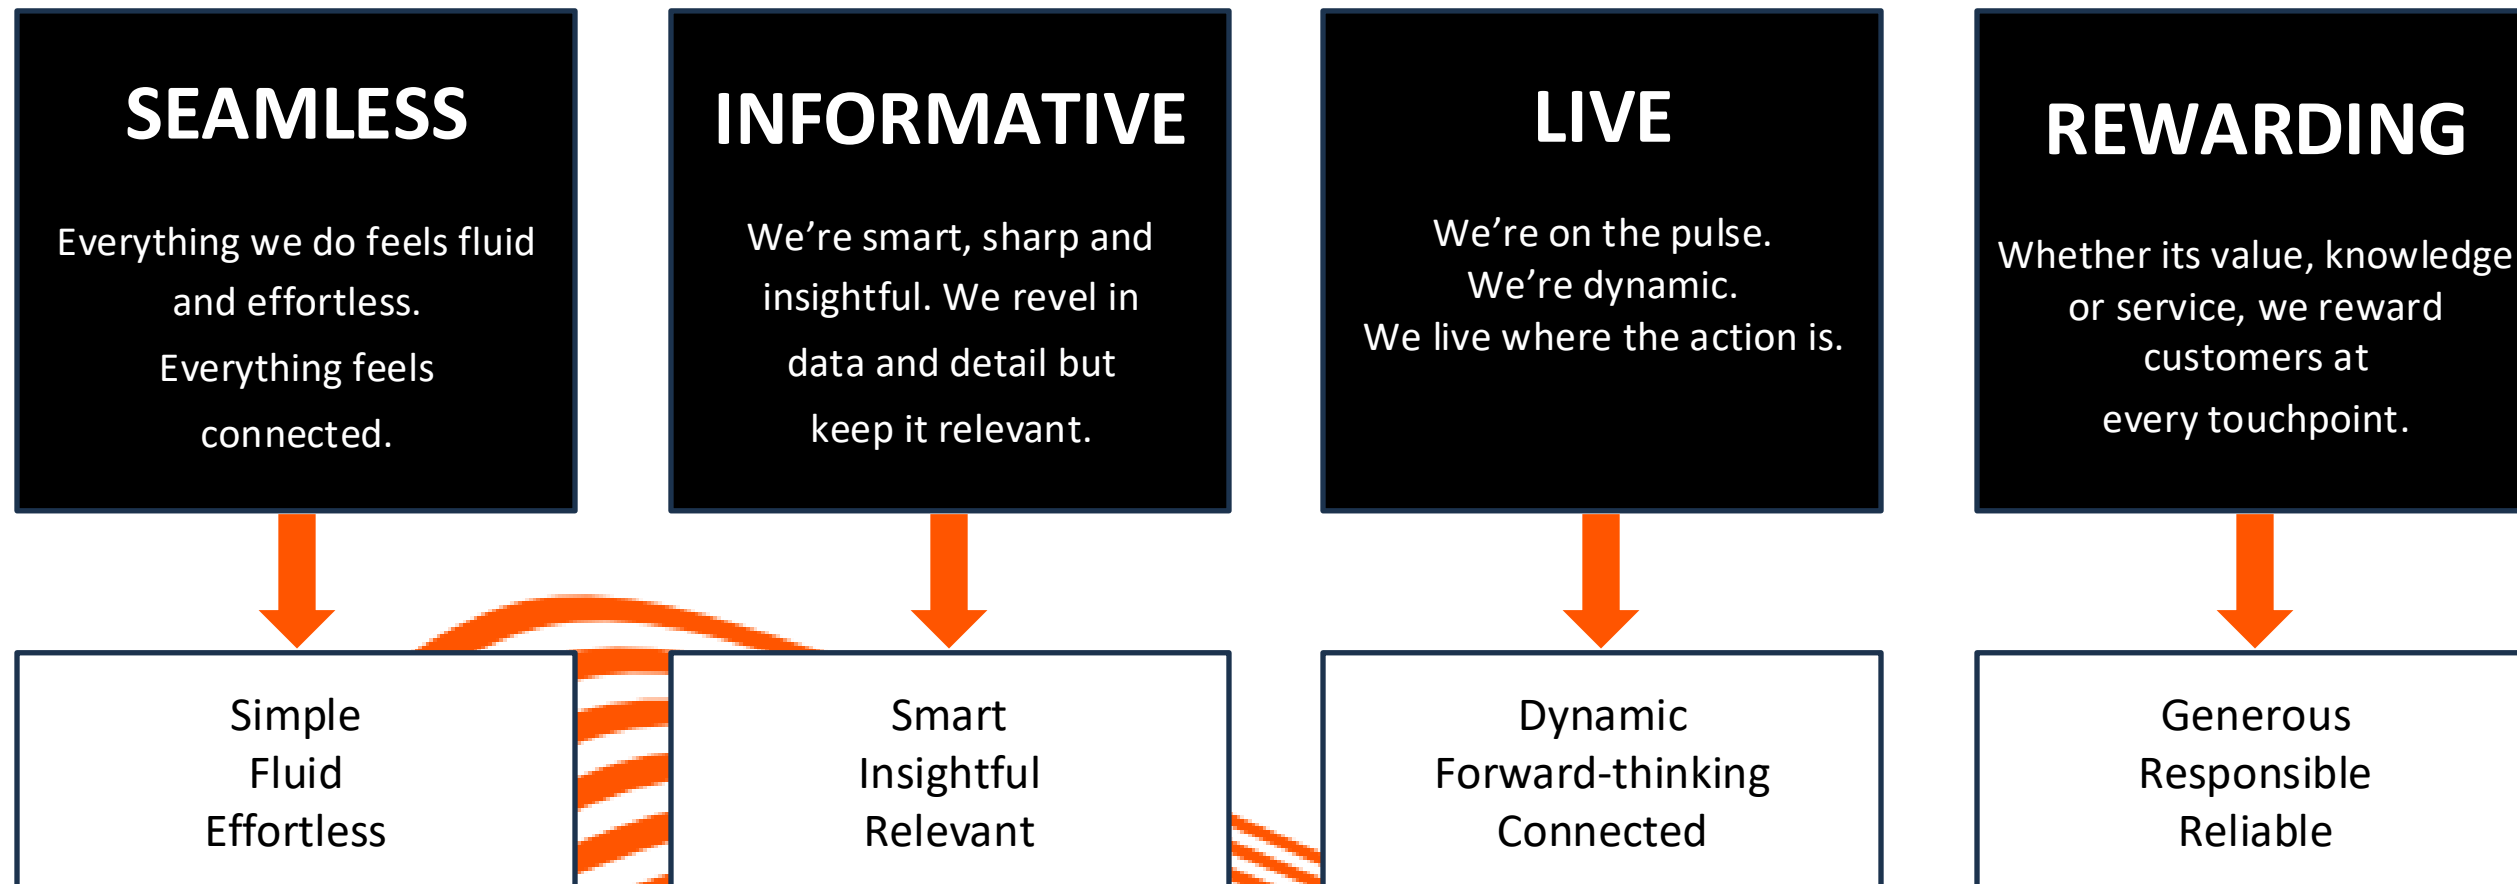 SEAMLESS
Everything we do feels fluid
and effortless.
Everything feels
connected.
INFORMATIVE
We’re smart, sharp and
insightful. We revel in
data and detail but
keep it relevant.
LIVE
We’re on the pulse.
We’re dynamic.
We live where the action is.
REWARDING
Whether its value, knowledge
or service, we reward
customers at
every touchpoint.
Simple
Fluid
Effortless
Smart
Insightful
Relevant
Dynamic
Forward-thinking
Connected
Generous
Responsible
Reliable